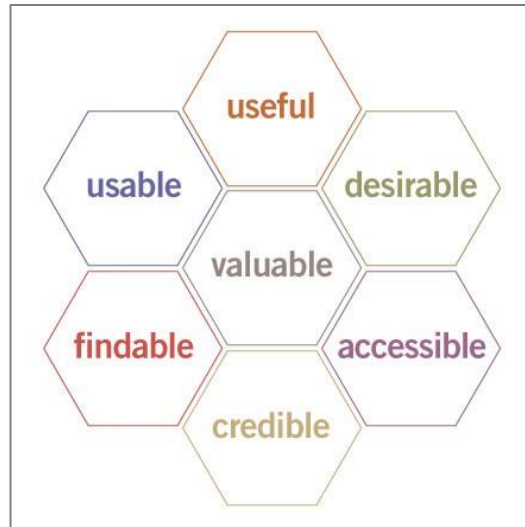 useful
usable
desirable
valuable
findable
accessible
credible